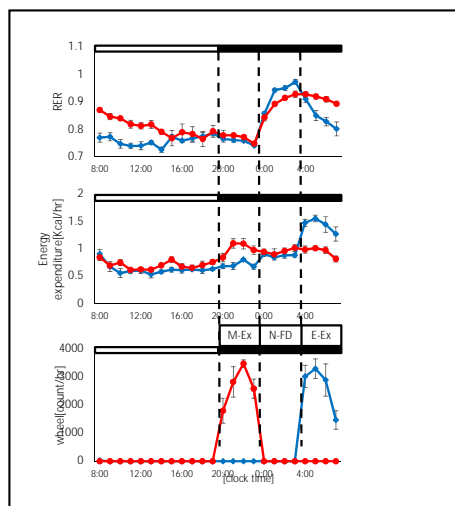 1.1
1
0.9
0.8
0.7
RER
8:00 12:00 16:00 20:00 0:00 4:00
2
1.5
1
0.5
0
Energy
expenditure[Kcal/hr)
8:00 12:00 16:00 20:00 0:00 4:00
M-Ex N-FD E-Ex
4000
3000
2000
1000
0
wheel[count/hr)
8:00 12:00 16:00 20:00 0:00 4:00
[clock time]